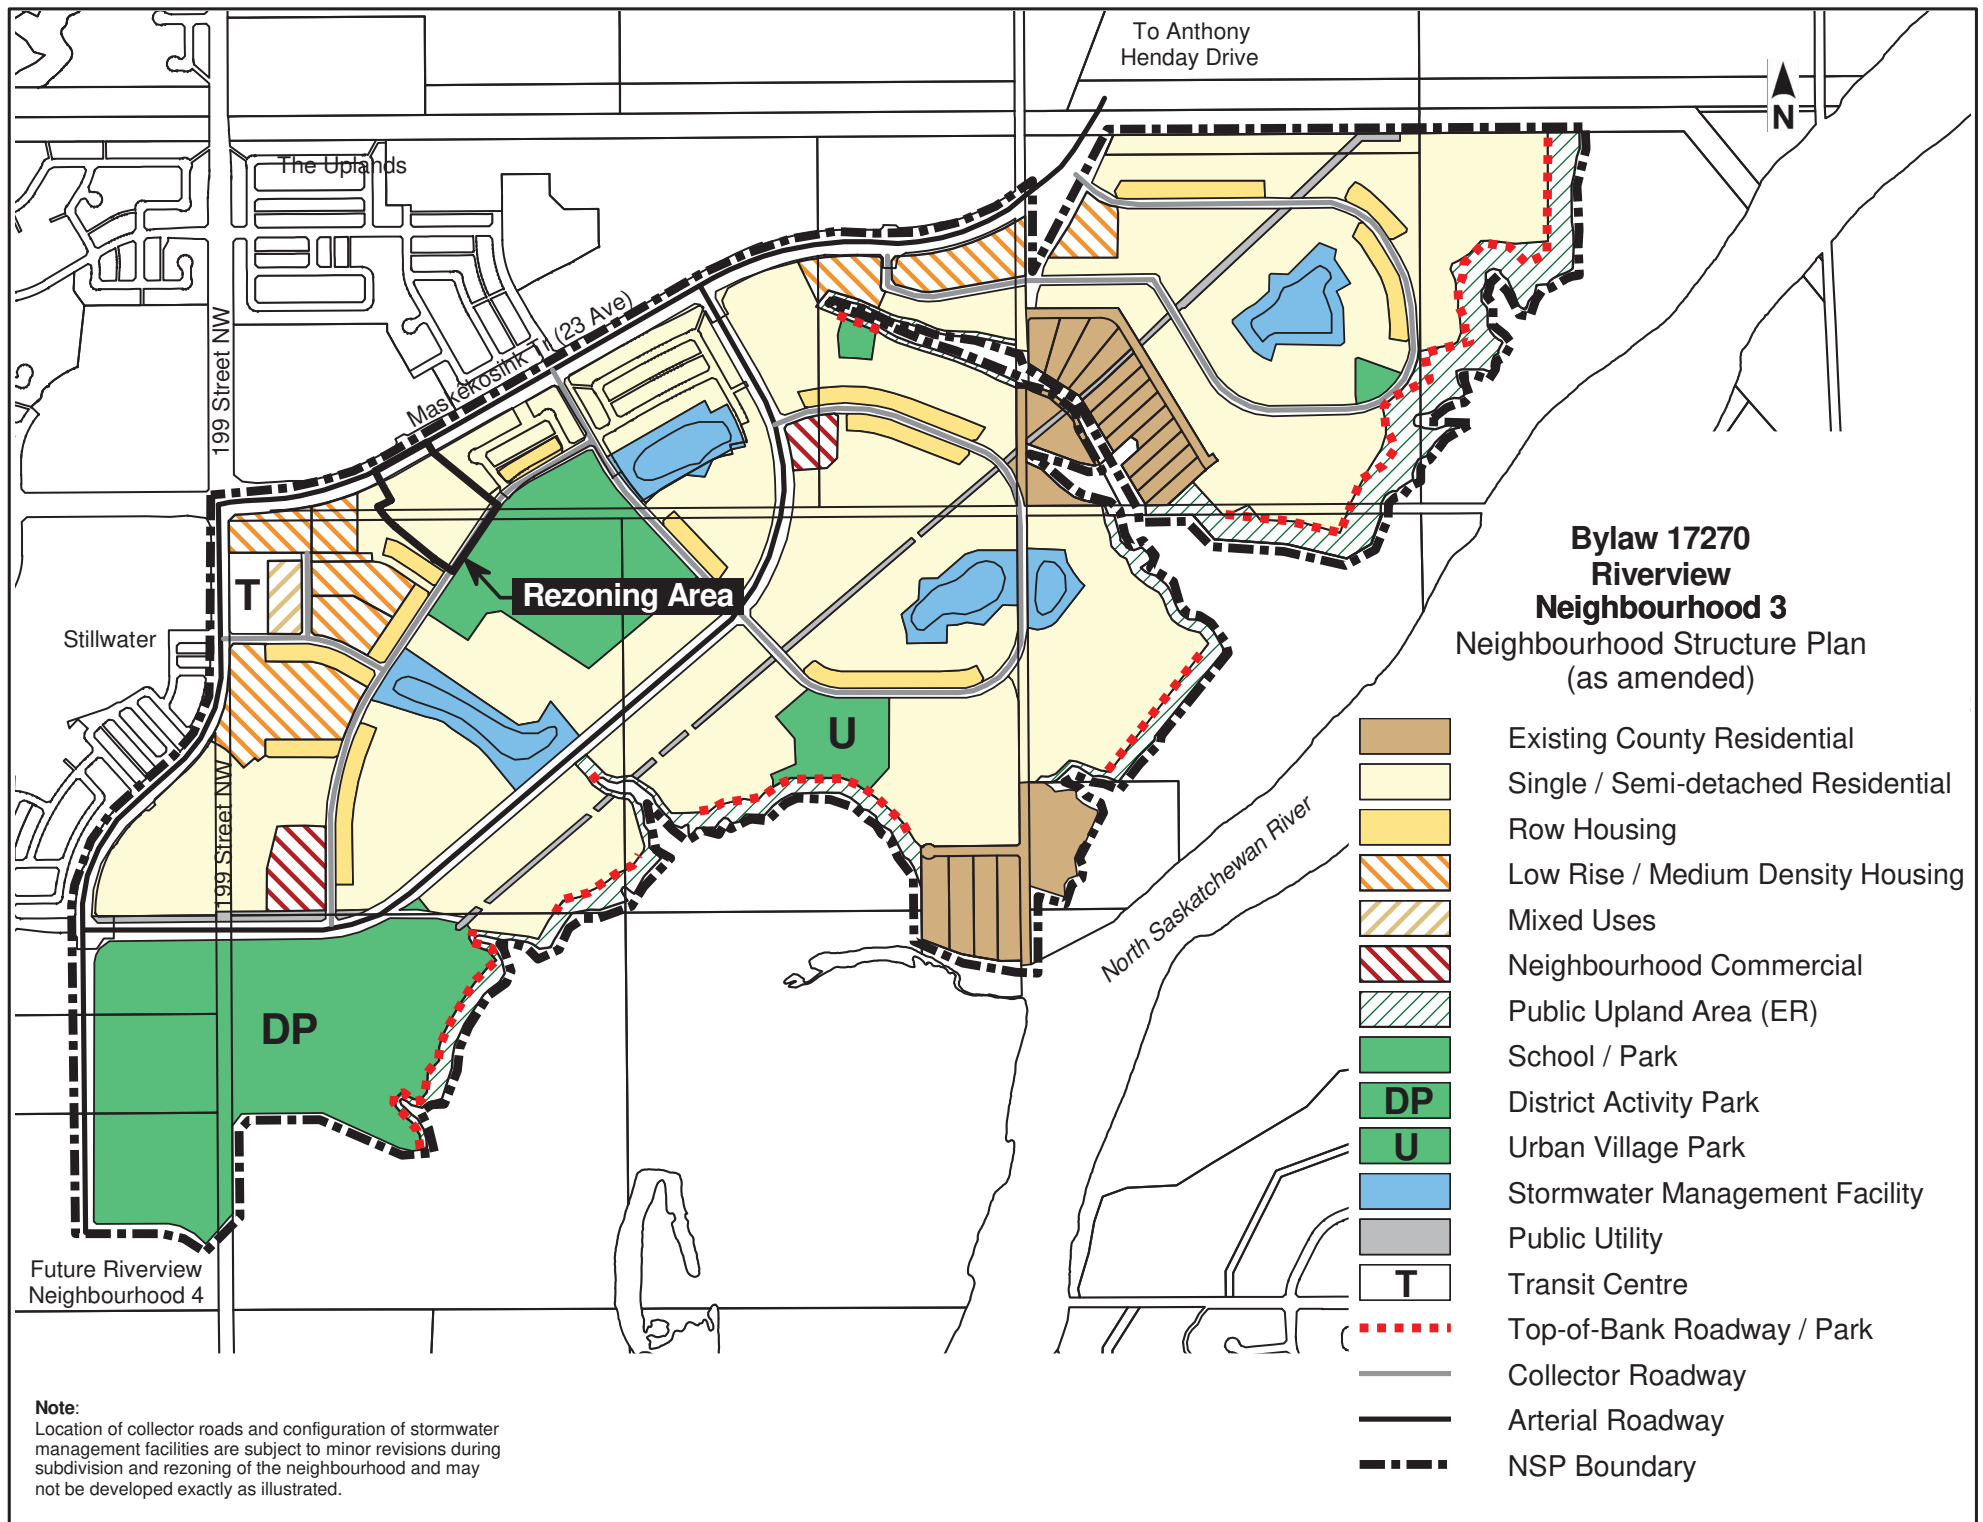 To Anthony
Henday Drive
N
The Uplands
199 Street NW
Maskêkosihk Tr (23 Ave)
Rezoning Area
T
Stillwater
U
199 Street NW
DP
North Saskatchewan River
Future Riverview
Neighbourhood 4
Bylaw 17270
Riverview
Neighbourhood 3
Neighbourhood Structure Plan
(as amended)
Existing County Residential
Single / Semi-detached Residential
Row Housing
Low Rise / Medium Density Housing
Mixed Uses
Neighbourhood Commercial
Public Upland Area (ER)
School / Park
DP District Activity Park
U Urban Village Park
Stormwater Management Facility
Public Utility
T Transit Centre
Top-of-Bank Roadway / Park
Collector Roadway
Arterial Roadway
NSP Boundary
Note:
Location of collector roads and configuration of stormwater
management facilities are subject to minor revisions during
subdivision and rezoning of the neighbourhood and may
not be developed exactly as illustrated.